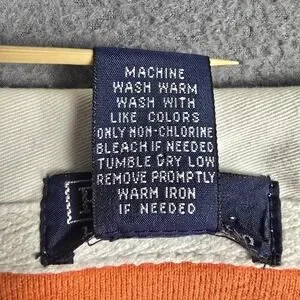 MACHINE
WASH WARM
WASH WITH
LIKE COLORS
ONLY NON-CHLORINE
BLEACH IF NEEDED
TUMBLE DRY LOW
REMOVE PROMPTLY
WARM IRON
IF NEEDED